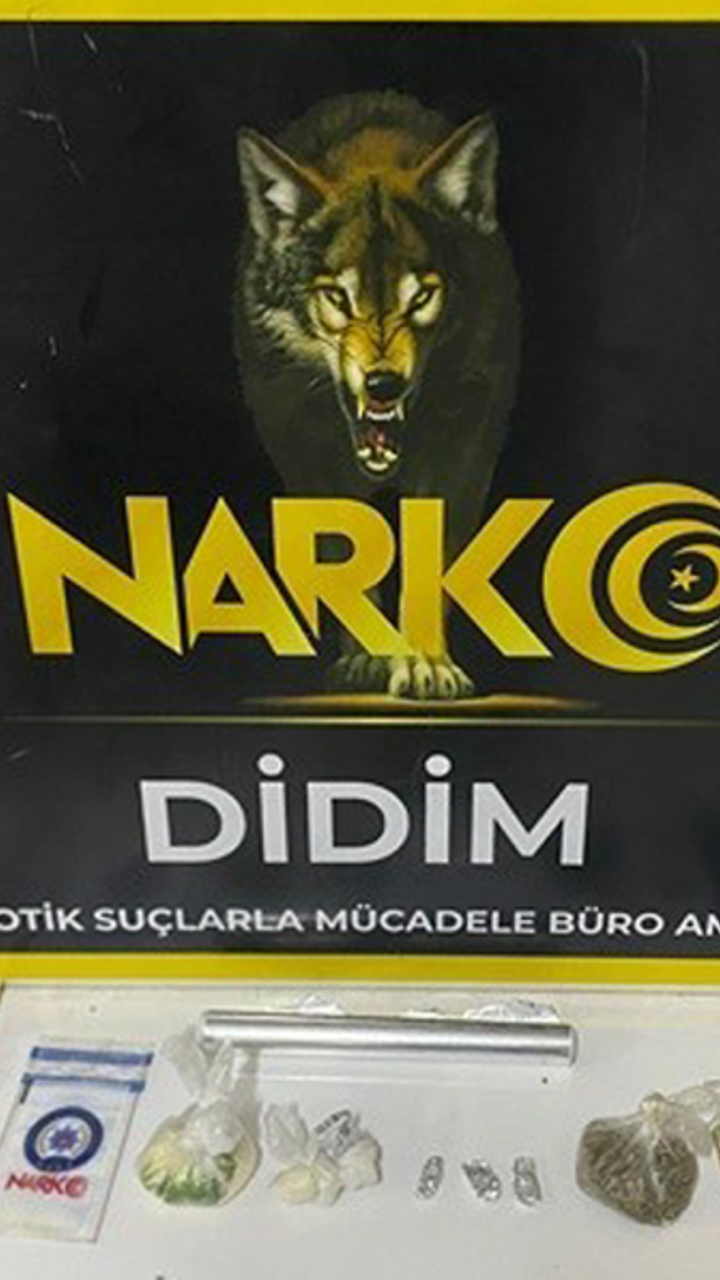 NARKO
DİDİM
OTİK SUÇLARLA MÜCADELE BÜRO AM
NARKO